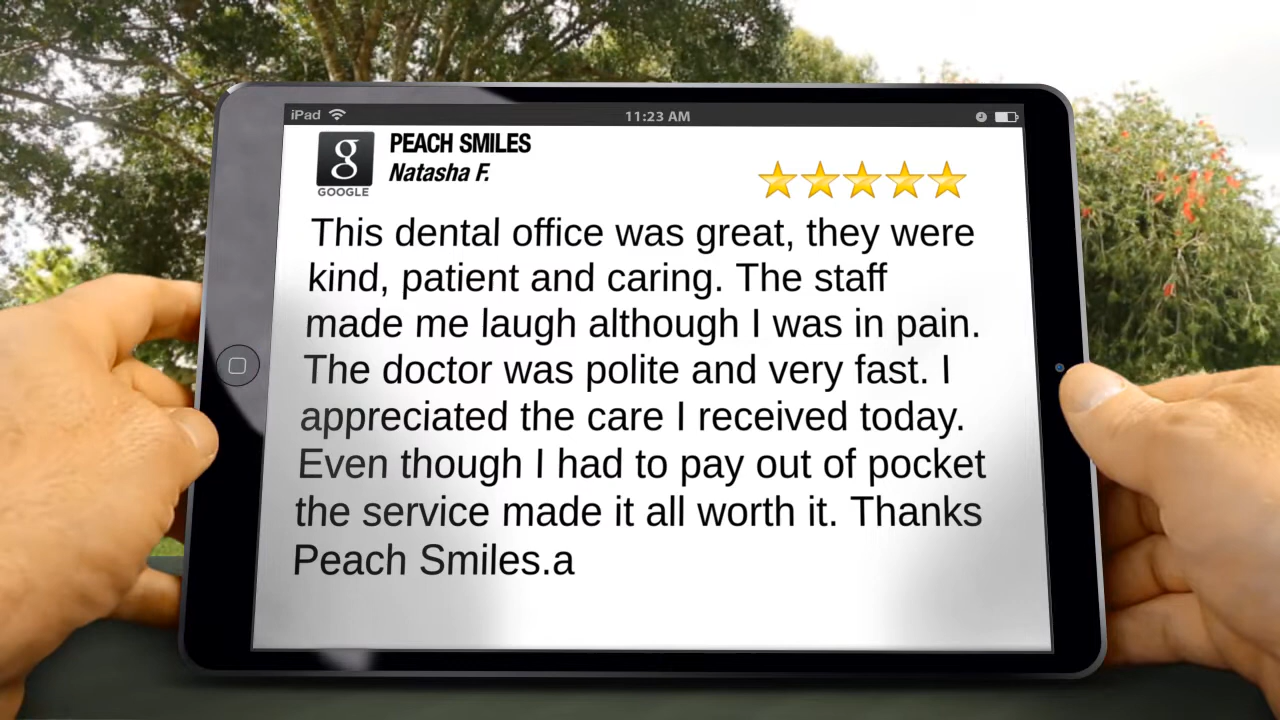 iPad
11:23 AM
g
GOOGLE
PEACH SMILES
Natasha F.
This dental office was great, they were
kind, patient and caring. The staff
made me laugh although I was in pain.
The doctor was polite and very fast. I
appreciated the care I received today.
Even though I had to pay out of pocket
the service made it all worth it. Thanks
Peach Smiles.a